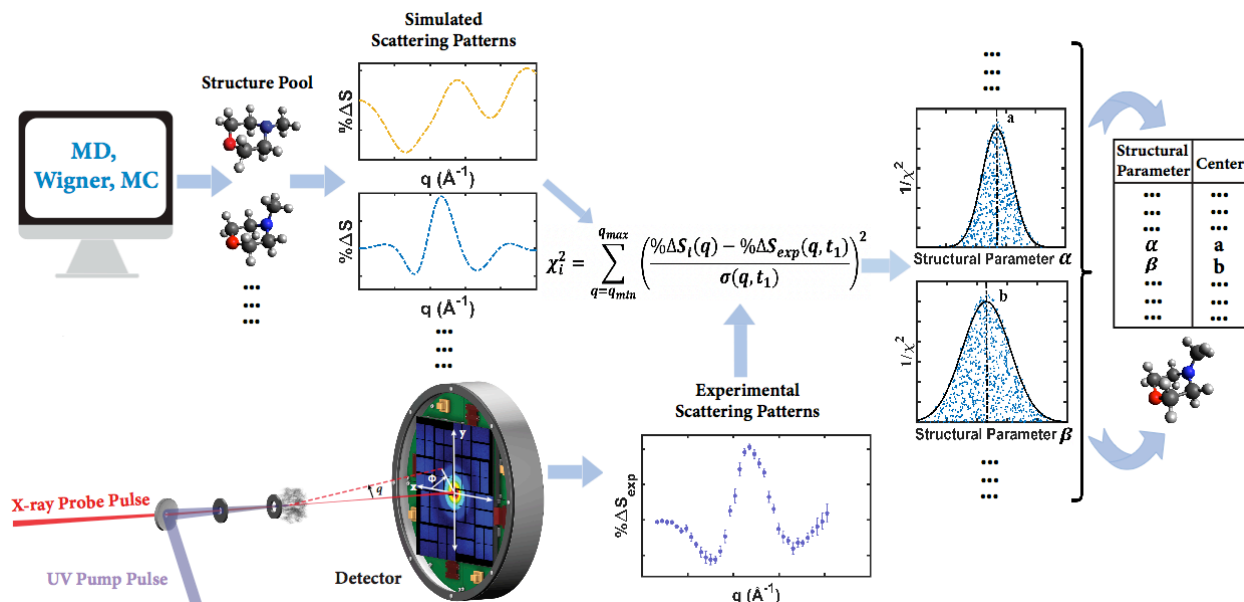 Simulated
Scattering Patterns
Structure Pool
MD,
Wigner, MC
%ΔS
q (Å⁻¹)
%ΔS
q (Å⁻¹)
...
...
...
...
...
...
χᵢ² = ∑ (q=q_min, q_max) ((%ΔSᵢ(q) − %ΔS_exp(q, t₁)) / σ(q, t₁))²
...
...
...
a
1/χ²
Structural Parameter α
b
1/χ²
Structural Parameter β
...
...
...
Structural Parameter Center
... ...
... ...
... ...
α a
β b
... ...
... ...
... ...
Experimental
Scattering Patterns
%ΔS_exp
q (Å⁻¹)
X-ray Probe Pulse
UV Pump Pulse
Detector
q
y
x
Φ